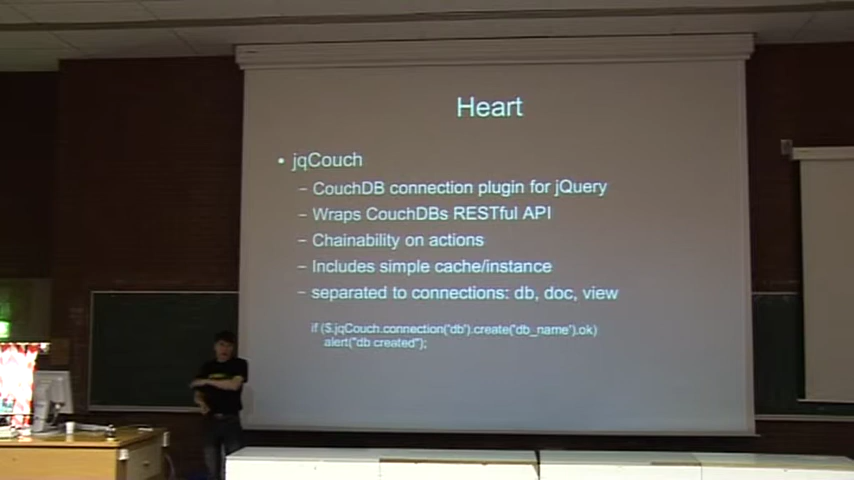 Heart
• jqCouch
– CouchDB connection plugin for jQuery
– Wraps CouchDBs RESTful API
– Chainability on actions
– Includes simple cache/instance
– separated to connections: db, doc, view
if ($.jqCouch.connection('db').create("db_name").ok)
alert("db created");